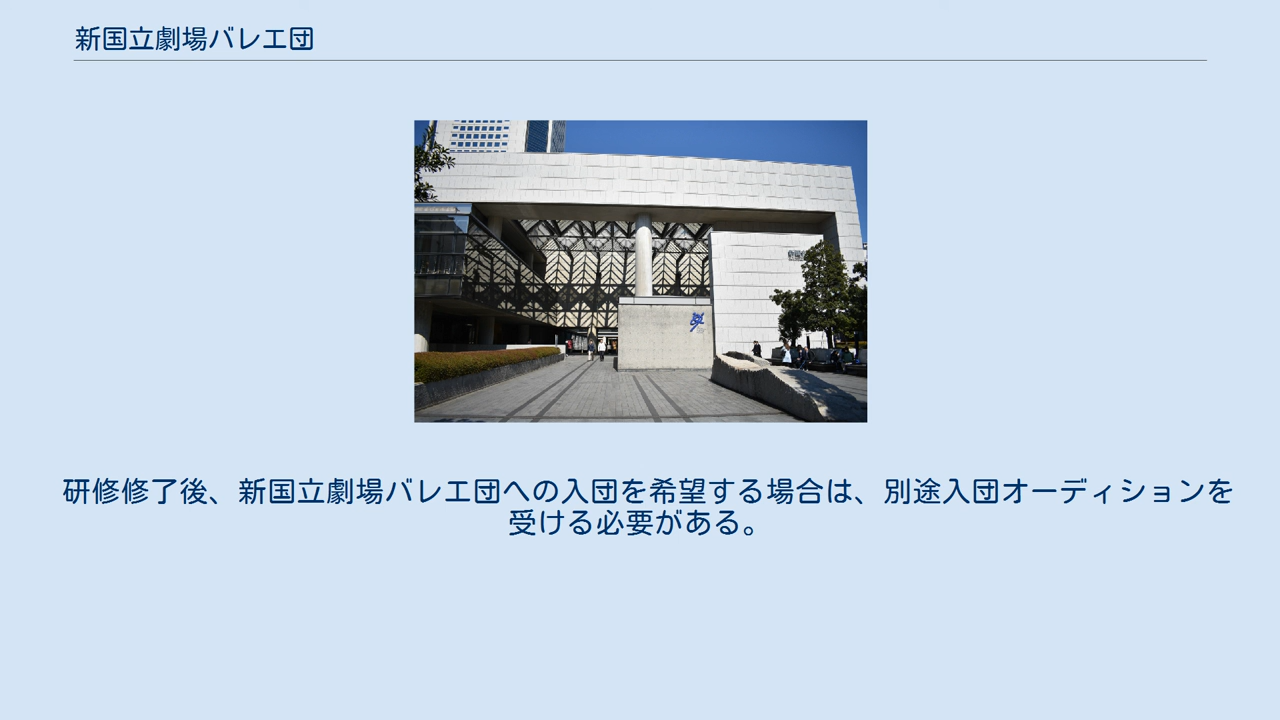 新国立劇場バレエ団
研修修了後、新国立劇場バレエ団への入団を希望する場合は、別途入団オーディションを
受ける必要がある。